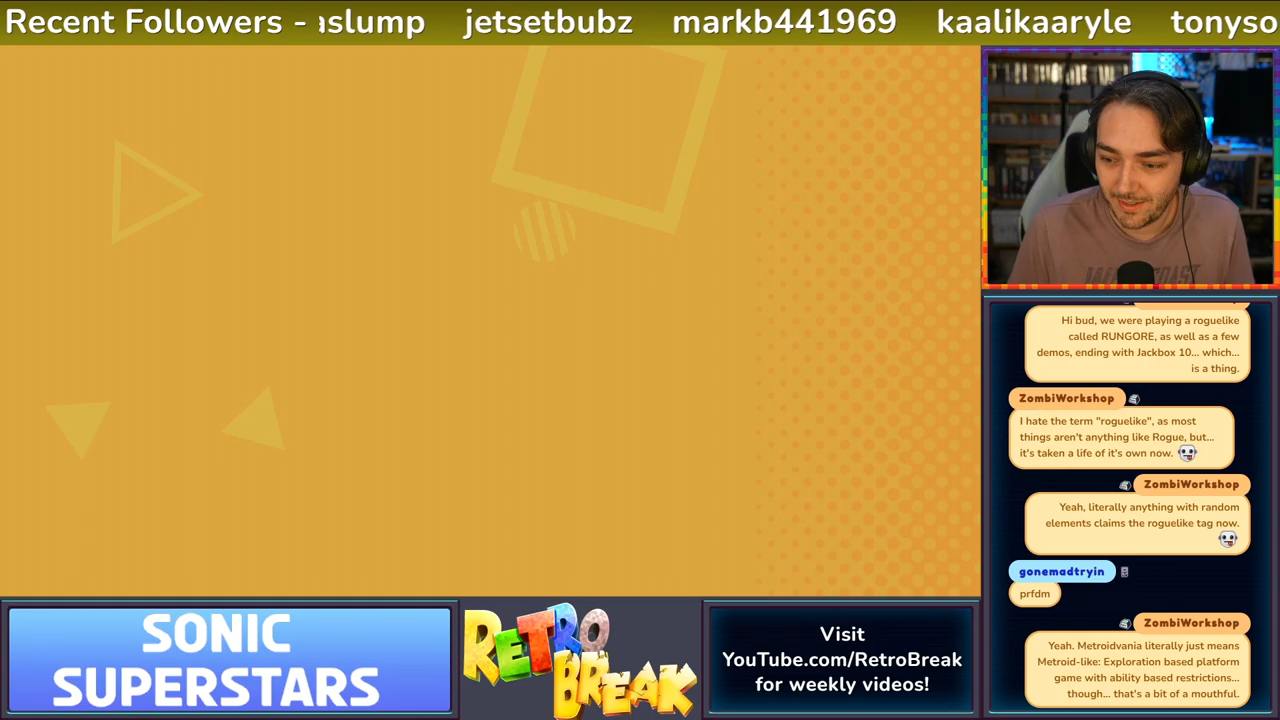 Recent Followers - aslump jetsetbubz markb441969 kaalikaaryle tonyso
Hi bud, we were playing a roguelike
called RUNGORE, as well as a few
demos, ending with Jackbox 10... which...
is a thing.
ZombiWorkshop
I hate the term "roguelike", as most
things aren't anything like Rogue, but...
it's taken a life of it's own now.
ZombiWorkshop
Yeah, literally anything with random
elements claims the roguelike tag now.
gonemadtryin
prfdm
ZombiWorkshop
Yeah. Metroidvania literally just means
Metroid-like: Exploration based platform
game with ability based restrictions...
though... that's a bit of a mouthful.
SONIC
SUPERSTARS
RETRO
BREAK
Visit
YouTube.com/RetroBreak
for weekly videos!